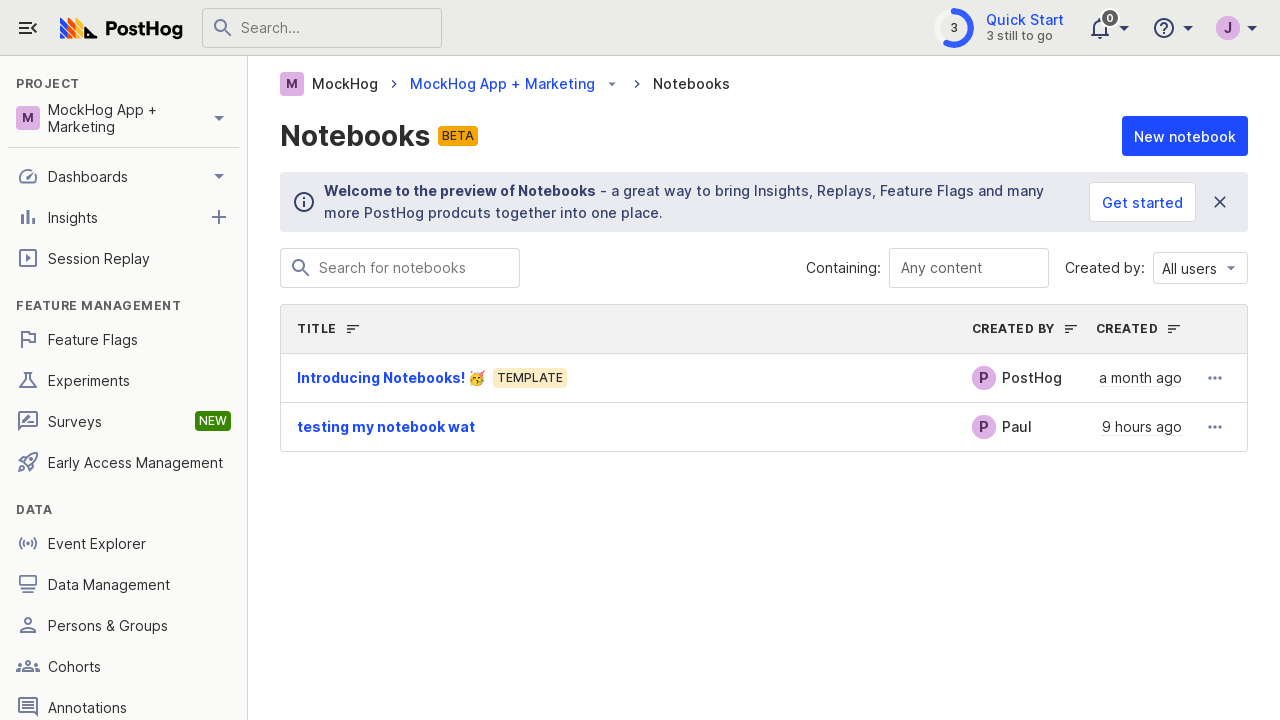 PostHog
Search...
3
Quick Start
3 still to go
0
J
PROJECT
M
MockHog App +
Marketing
Dashboards
Insights
Session Replay
FEATURE MANAGEMENT
Feature Flags
Experiments
Surveys
NEW
Early Access Management
DATA
Event Explorer
Data Management
Persons & Groups
Cohorts
Annotations
M
MockHog
MockHog App + Marketing
Notebooks
Notebooks
BETA
New notebook
Welcome to the preview of Notebooks - a great way to bring Insights, Replays, Feature Flags and many
more PostHog prodcuts together into one place.
Get started
Search for notebooks
Containing:
Any content
Created by:
All users
TITLE
CREATED BY
CREATED
Introducing Notebooks! 🥳
TEMPLATE
P
PostHog
a month ago
testing my notebook wat
P
Paul
9 hours ago